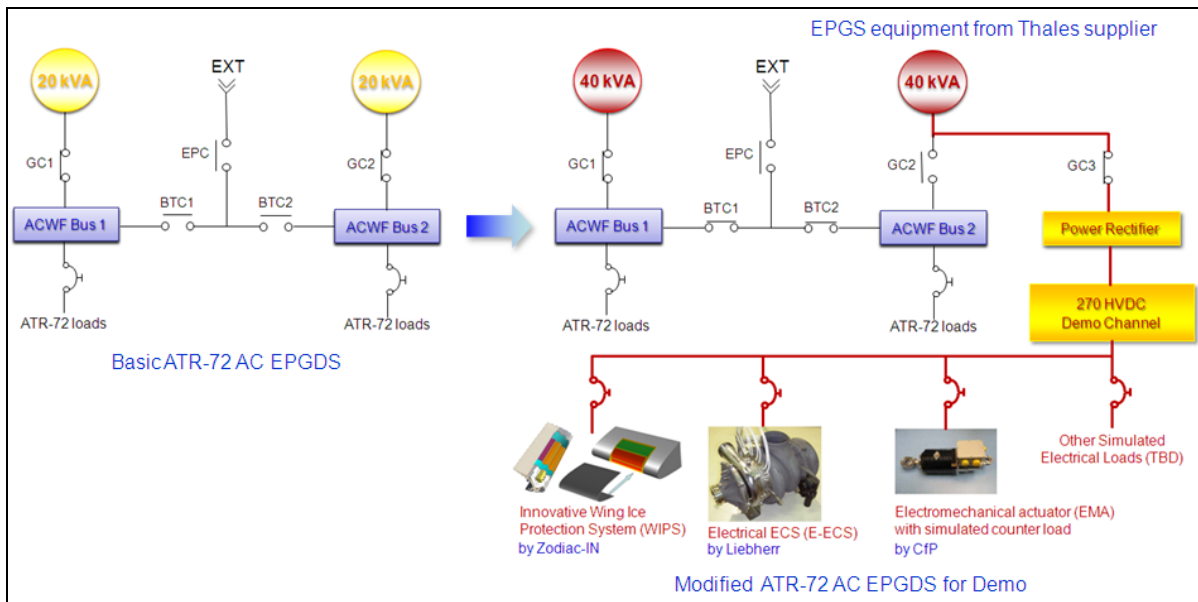 EPGS equipment from Thales supplier
20 kVA
EXT
20 kVA
40 kVA
EXT
40 kVA
GC1
EPC
GC2
GC1
EPC
GC2
GC3
BTC1
BTC2
BTC1
BTC2
ACWF Bus 1
ACWF Bus 2
ACWF Bus 1
ACWF Bus 2
Power Rectifier
ATR-72 loads
ATR-72 loads
ATR-72 loads
ATR-72 loads
270 HVDC
Demo Channel
Basic ATR-72 AC EPGDS
Innovative Wing Ice
Protection System (WIPS)
by Zodiac-IN
Electrical ECS (E-ECS)
by Liebherr
Electromechanical actuator (EMA)
with simulated counter load
by CfP
Other Simulated
Electrical Loads (TBD)
Modified ATR-72 AC EPGDS for Demo